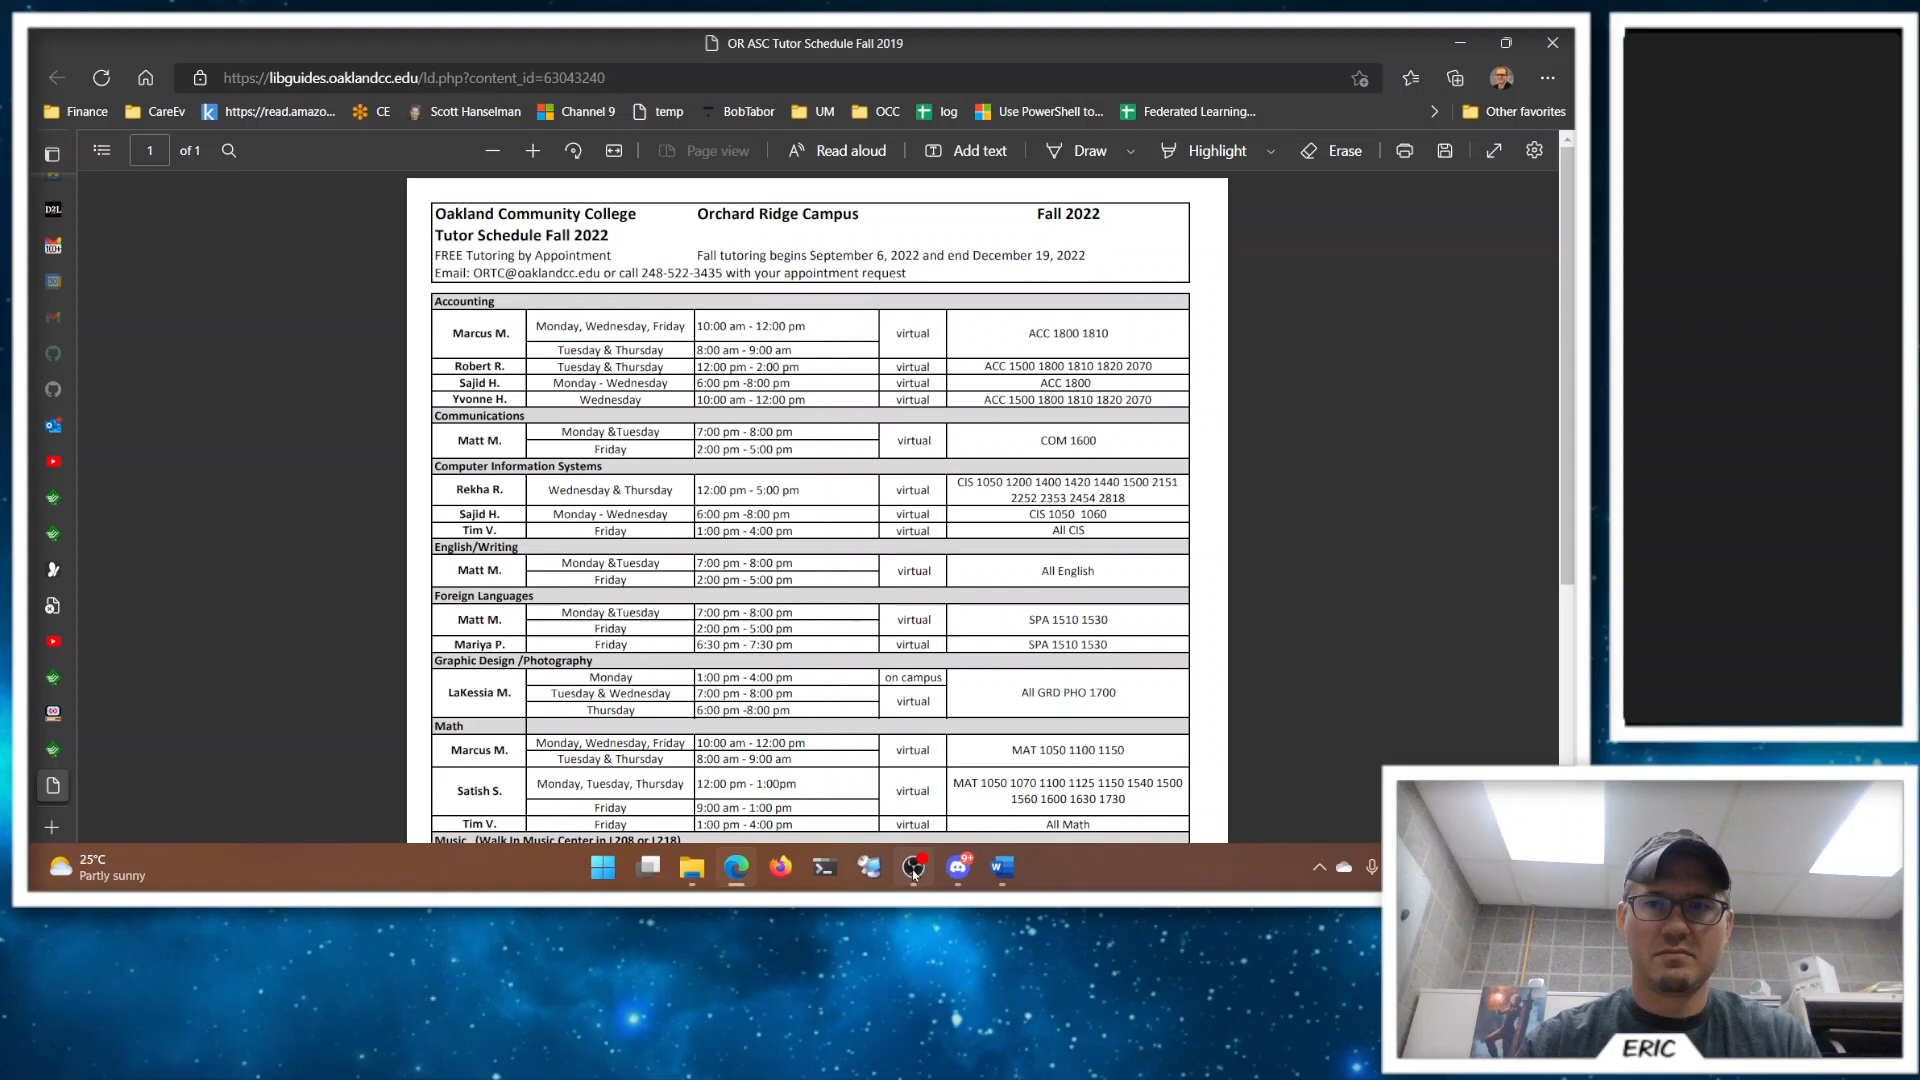 OR ASC Tutor Schedule Fall 2019
https://libguides.oaklandcc.edu/ld.php?content_id=63043240
Finance CareEv https://read.amazo... CE Scott Hanselman Channel 9 temp BobTabor UM OCC log Use PowerShell to... Federated Learning... Other favorites
1 of 1 Page view Read aloud Add text Draw Highlight Erase
D2L
Oakland Community College Orchard Ridge Campus Fall 2022
Tutor Schedule Fall 2022
FREE Tutoring by Appointment Fall tutoring begins September 6, 2022 and end December 19, 2022
Email: ORTC@oaklandcc.edu or call 248-522-3435 with your appointment request
Accounting
Marcus M. Monday, Wednesday, Friday 10:00 am - 12:00 pm virtual ACC 1800 1810
Tuesday & Thursday 8:00 am - 9:00 am
Robert R. Tuesday & Thursday 12:00 pm - 2:00 pm virtual ACC 1500 1800 1810 1820 2070
Sajid H. Monday - Wednesday 6:00 pm -8:00 pm virtual ACC 1800
Yvonne H. Wednesday 10:00 am - 12:00 pm virtual ACC 1500 1800 1810 1820 2070
Communications
Matt M. Monday &Tuesday 7:00 pm - 8:00 pm virtual COM 1600
Friday 2:00 pm - 5:00 pm
Computer Information Systems
Rekha R. Wednesday & Thursday 12:00 pm - 5:00 pm virtual CIS 1050 1200 1400 1420 1440 1500 2151
2252 2353 2454 2818
Sajid H. Monday - Wednesday 6:00 pm -8:00 pm virtual CIS 1050 1060
Tim V. Friday 1:00 pm - 4:00 pm virtual All CIS
English/Writing
Matt M. Monday &Tuesday 7:00 pm - 8:00 pm virtual All English
Friday 2:00 pm - 5:00 pm
Foreign Languages
Matt M. Monday &Tuesday 7:00 pm - 8:00 pm virtual SPA 1510 1530
Friday 2:00 pm - 5:00 pm
Mariya P. Friday 6:30 pm - 7:30 pm virtual SPA 1510 1530
Graphic Design /Photography
LaKessia M. Monday 1:00 pm - 4:00 pm on campus All GRD PHO 1700
Tuesday & Wednesday 7:00 pm - 8:00 pm virtual
Thursday 6:00 pm -8:00 pm
Math
Marcus M. Monday, Wednesday, Friday 10:00 am - 12:00 pm virtual MAT 1050 1100 1150
Tuesday & Thursday 8:00 am - 9:00 am
Satish S. Monday, Tuesday, Thursday 12:00 pm - 1:00pm virtual MAT 1050 1070 1100 1125 1150 1540 1500
1560 1600 1630 1730
Friday 9:00 am - 1:00 pm
Tim V. Friday 1:00 pm - 4:00 pm virtual All Math
Music (Walk In Music Center in L208 or L218)
25°C
Partly sunny
9+
ERIC